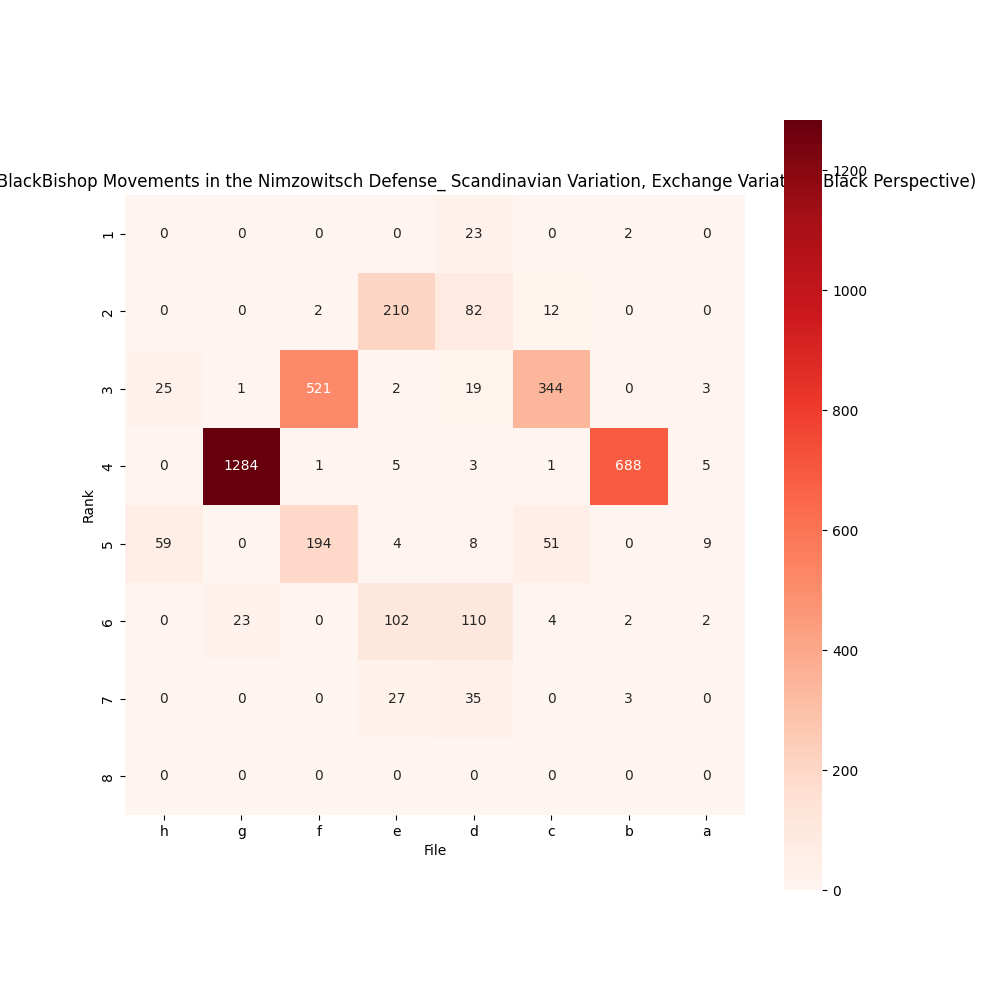 1200
BlackBishop Movements in the Nimzowitsch Defense_ Scandinavian Variation, Exchange Variat Black Perspective)
1 0 0 0 0 23 0 2 0
2 0 0 2 210 82 12 0 0
1000
3 25 1 521 2 19 344 0 3
800
4 0 1284 1 5 3 1 688 5
Rank
5 59 0 194 4 8 51 0 9
600
6 0 23 0 102 110 4 2 2
400
7 0 0 0 27 35 0 3 0
200
8 0 0 0 0 0 0 0 0
h g f e d c b a
File
0